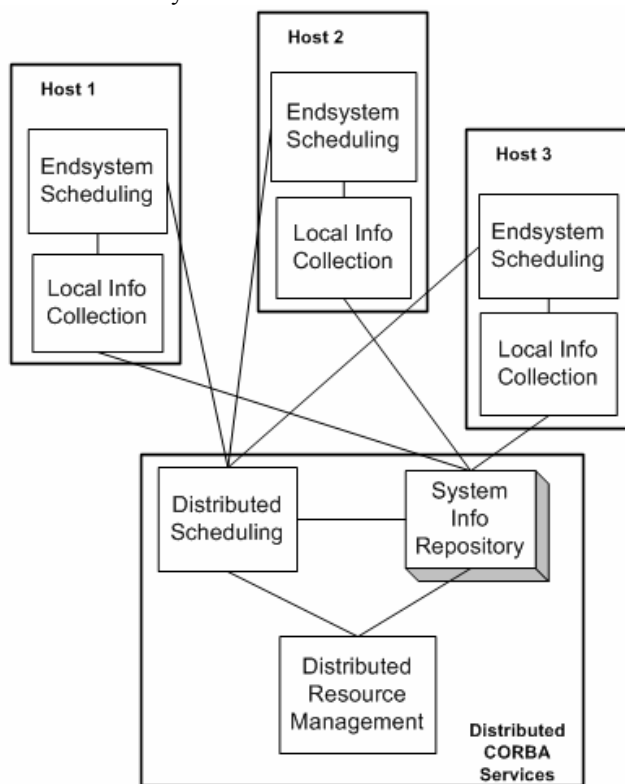 Host 1
Endsystem
Scheduling
Local Info
Collection
Host 2
Endsystem
Scheduling
Local Info
Collection
Host 3
Endsystem
Scheduling
Local Info
Collection
Distributed
Scheduling
System
Info
Repository
Distributed
Resource
Management
Distributed
CORBA
Services